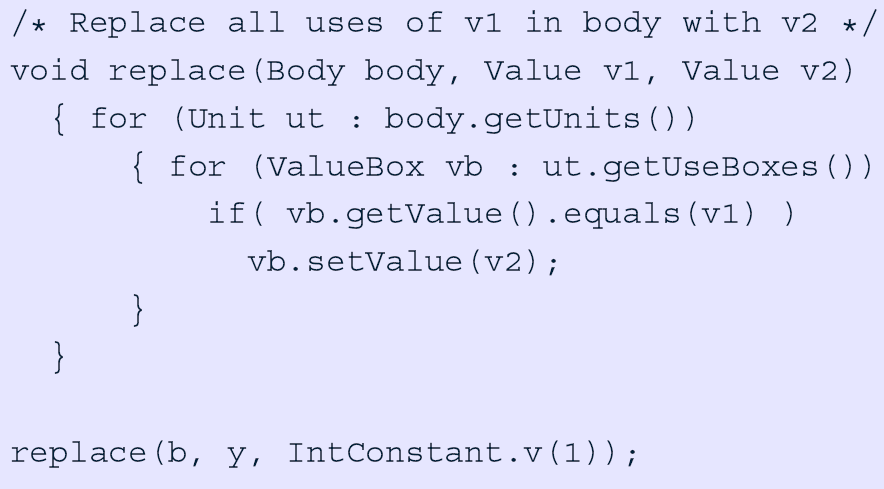 /* Replace all uses of v1 in body with v2 */
void replace(Body body, Value v1, Value v2)
{ for (Unit ut : body.getUnits())
{ for (ValueBox vb : ut.getUseBoxes())
if( vb.getValue().equals(v1) )
vb.setValue(v2);
}
}
replace(b, y, IntConstant.v(1));